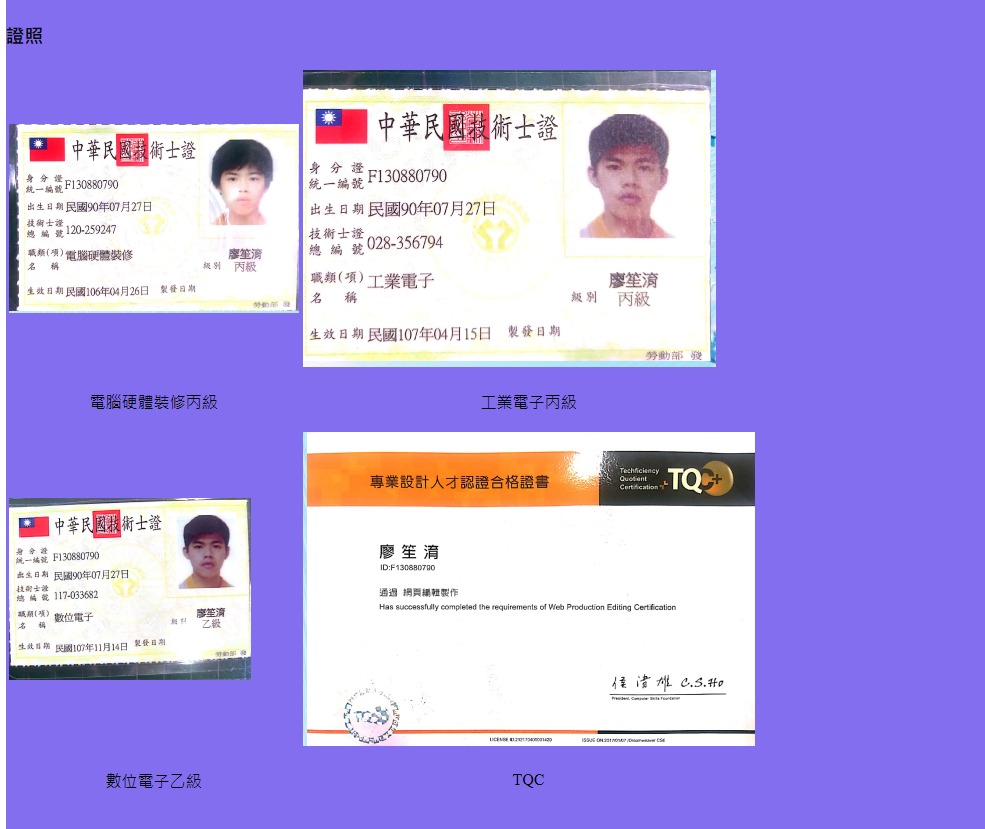 證照
中華民國技術士證
身分證統一編號 F130880790
出生日期 民國90年07月27日
技術士證總編號 120-259247
職類(項)名稱 電腦硬體裝修
廖笙淯
級別 丙級
生效日期 民國106年04月26日 製發日期
勞動部 發
中華民國技術士證
身分證統一編號 F130880790
出生日期 民國90年07月27日
技術士證總編號 028-356794
職類(項)名稱 工業電子
廖笙淯
級別 丙級
生效日期 民國107年04月15日 製發日期
勞動部 發
電腦硬體裝修丙級
工業電子丙級
中華民國技術士證
身分證統一編號 F130880790
出生日期 民國90年07月27日
技術士證總編號 117-033682
職類(項)名稱 數位電子
廖笙淯
級別 乙級
生效日期 民國107年11月14日 製發日期
勞動部 發
專業設計人才認證合格證書
Techficiency
Quotient
Certification
TQC+
廖笙淯
ID:F130880790
通過 網頁編輯製作
Has successfully completed the requirements of Web Production Editing Certification
C.S.Ho
President, Computer Skills Foundation
數位電子乙級
TQC